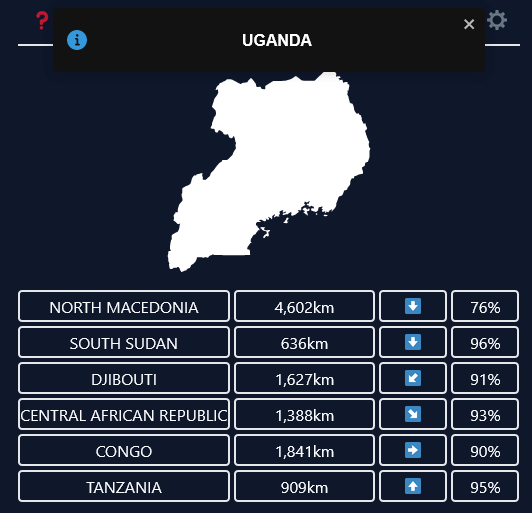 ?
UGANDA
NORTH MACEDONIA 4,602km ⬇️ 76%
SOUTH SUDAN 636km ⬇️ 96%
DJIBOUTI 1,627km ↙️ 91%
CENTRAL AFRICAN REPUBLIC 1,388km ↘️ 93%
CONGO 1,841km ➡️ 90%
TANZANIA 909km ⬆️ 95%